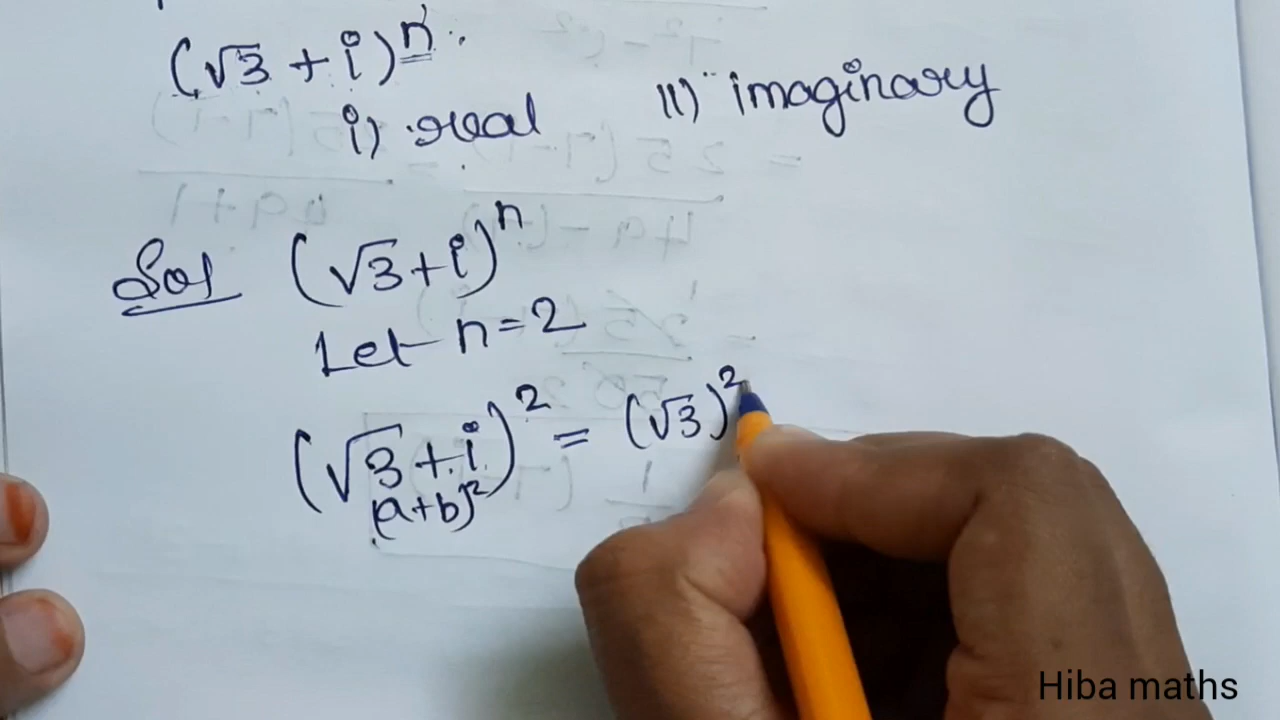 (√3 + i)ⁿ.
i) real ii) imaginary
Sol (√3+i)ⁿ
Let n=2
(√3+i)² = (√3)²
(a+b)²
Hiba maths